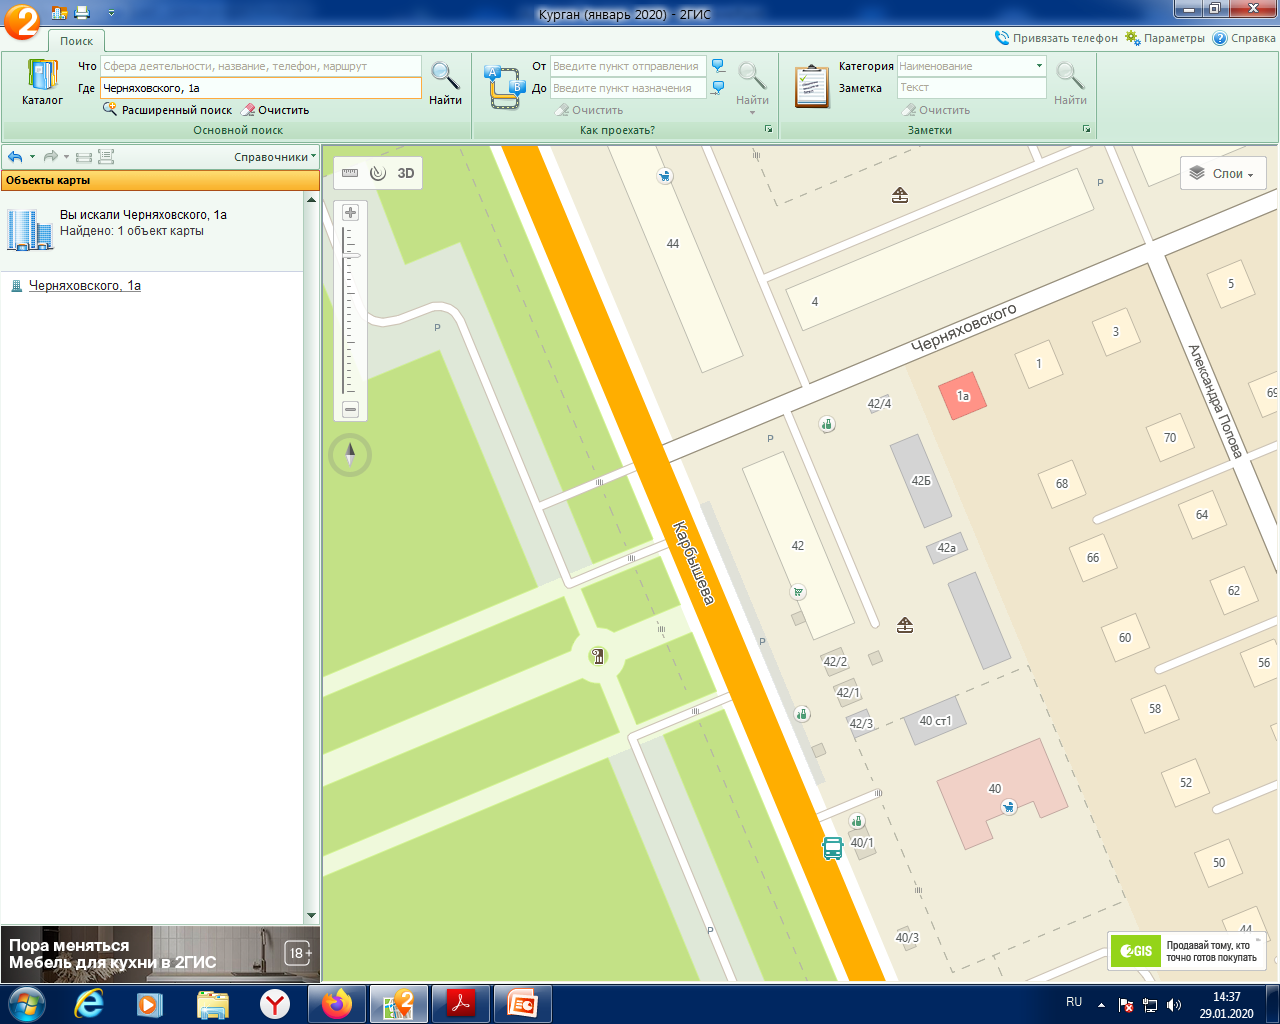 Курган (январь 2020) - 2ГИС
Поиск
Привязать телефон
Параметры
Справка
Каталог
Что
Сфера деятельности, название, телефон, маршрут
Где
Черняховского, 1а
Расширенный поиск
Очистить
Найти
Основной поиск
От
Введите пункт отправления
До
Введите пункт назначения
Очистить
Найти
Как проехать?
Категория
Наименование
Заметка
Текст
Очистить
Найти
Заметки
Справочники
Объекты карты
Вы искали Черняховского, 1а
Найдено: 1 объект карты
Черняховского, 1а
3D
Слои
P
44
4
5
3
1
1а
Черняховского
Александра Попова
69
P
42/4
P
70
42Б
68
64
42
42а
66
62
Карбышева
60
56
P
42/2
42/1
42/3
58
40 ст1
40
52
40/1
50
44
40/3
P
Пора меняться
Мебель для кухни в 2ГИС
18+
2GIS
Продавай тому, кто
точно готов покупать
RU
14:37
29.01.2020